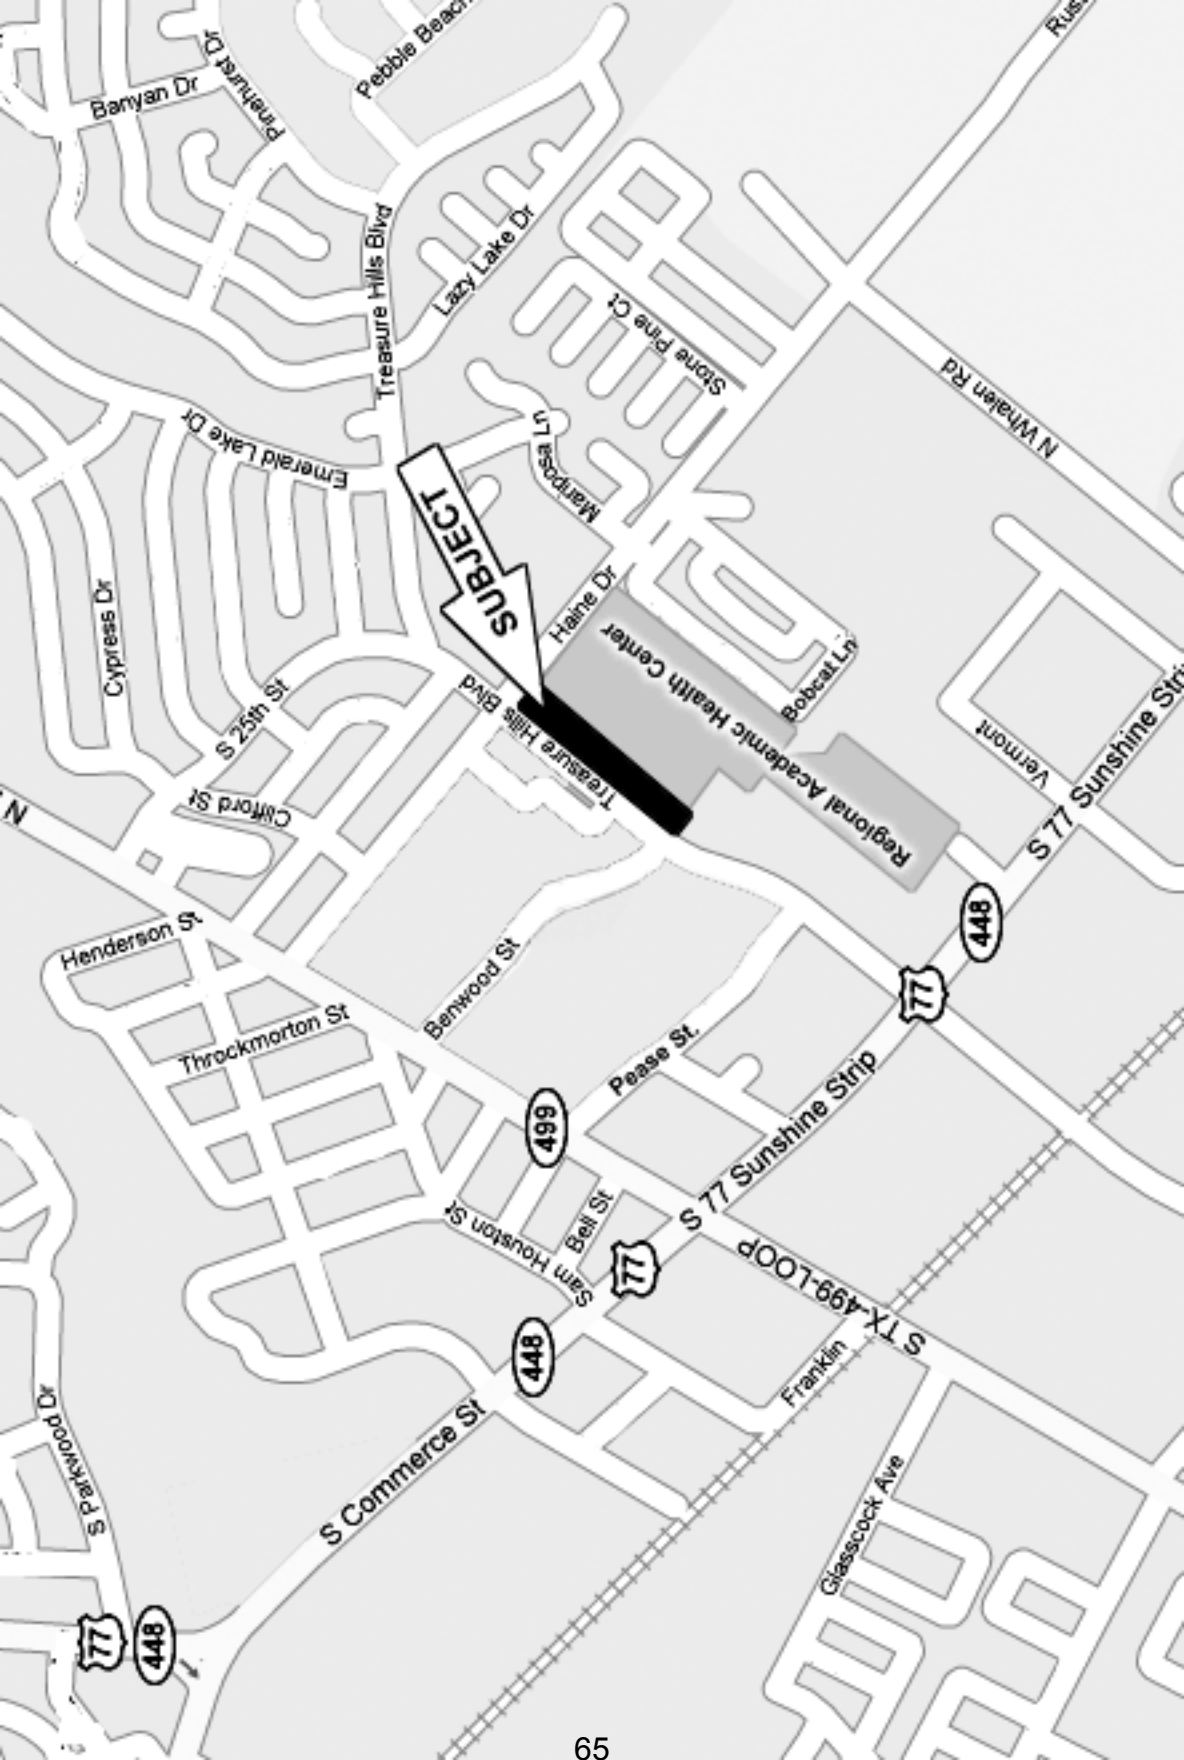 Rus
Pebble Beach
Pinehurst Dr
Banyan Dr
Treasure Hills Blvd
Lazy Lake Dr
Stone Pine Ct
N Whalen Rd
Emerald Lake Dr
Mariposa Ln
SUBJECT
Haine Dr
Cypress Dr
Regional Academic Health Center
Bobcat Ln
S 25th St
Treasure Hills Blvd
Vermont
S 77 Sunshine Strip
Clifford St
N
448
Henderson St
77
Benwood St
Throckmorton St
Pease St.
499
S 77 Sunshine Strip
Bell St
Sam Houston St
77
S TX-499-LOOP
448
Franklin
S Parkwood Dr
S Commerce St
Glasscock Ave
77
448
65